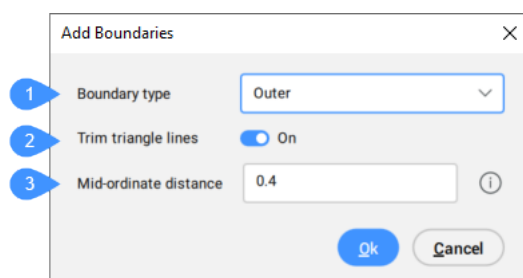 Add Boundaries
1 Boundary type Outer
2 Trim triangle lines On
3 Mid-ordinate distance 0.4
Ok Cancel